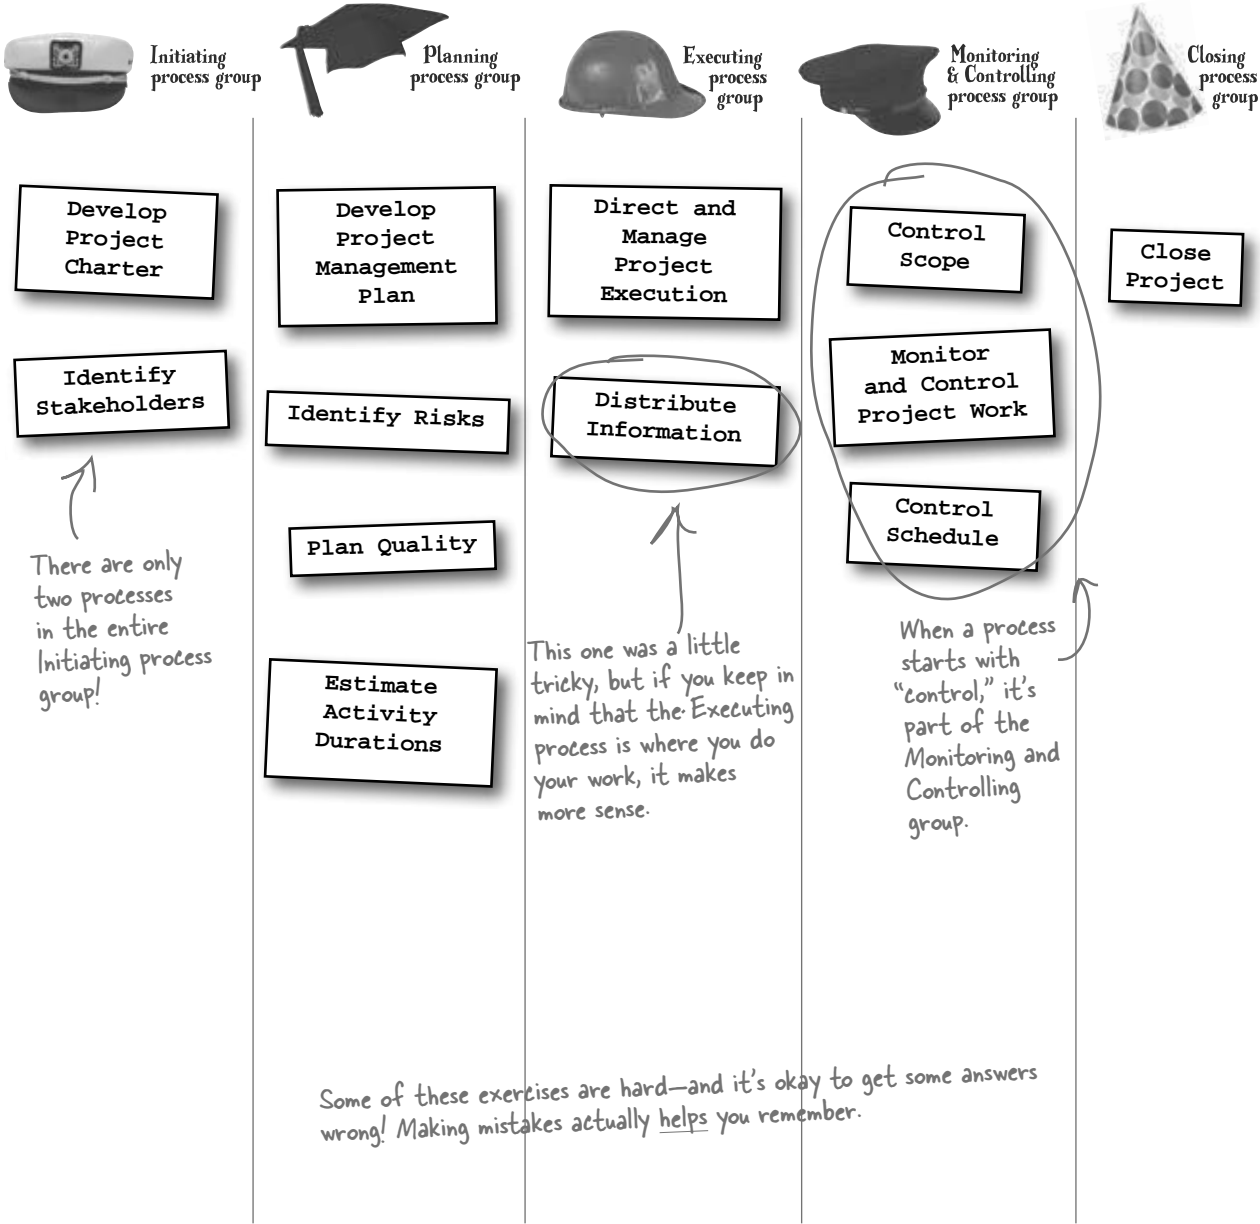 Initiating
process group
Planning
process group
Executing
process
group
Monitoring
& Controlling
process group
Closing
process
group
Develop
Project
Charter
Identify
Stakeholders
There are only
two processes
in the entire
Initiating process
group!
Develop
Project
Management
Plan
Identify Risks
Plan Quality
Estimate
Activity
Durations
Direct and
Manage
Project
Execution
Distribute
Information
This one was a little
tricky, but if you keep in
mind that the Executing
process is where you do
your work, it makes
more sense.
Control
Scope
Monitor
and Control
Project Work
Control
Schedule
When a process
starts with
“control,” it’s
part of the
Monitoring and
Controlling
group.
Close
Project
Some of these exercises are hard—and it’s okay to get some answers
wrong! Making mistakes actually helps you remember.